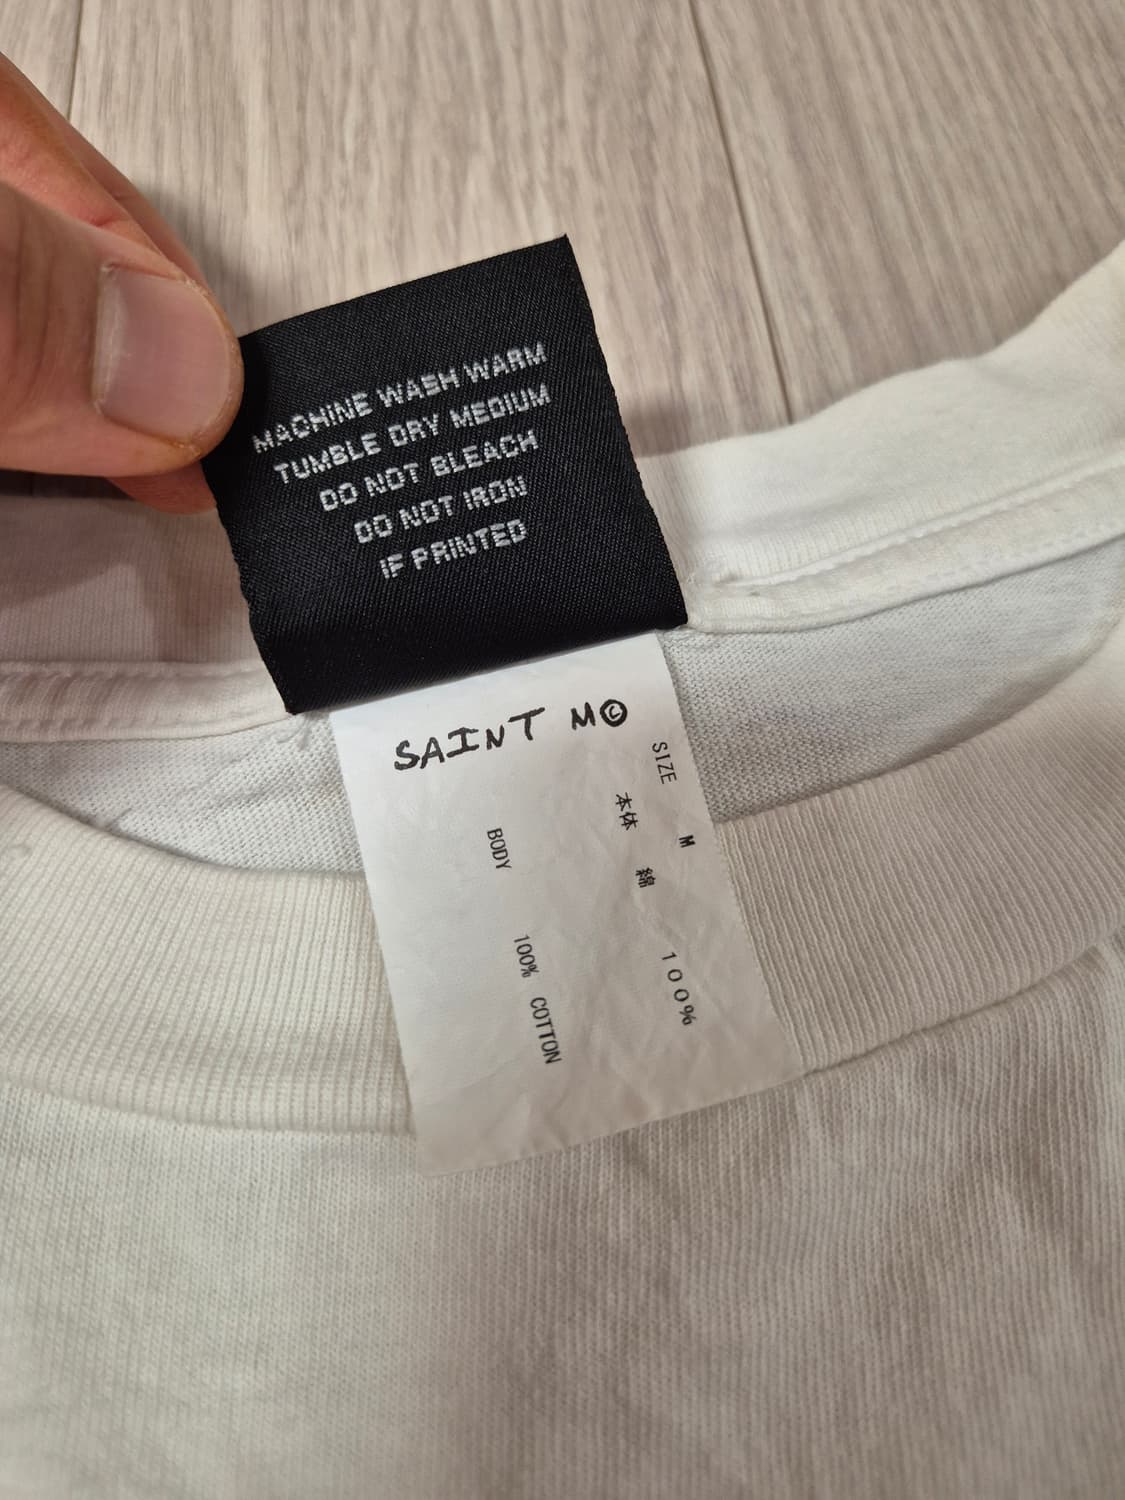 MACHINE WASH WARM
TUMBLE DRY MEDIUM
DO NOT BLEACH
DO NOT IRON
IF PRINTED
SAINT M©
SIZE M
本体 綿 100%
BODY 100% COTTON